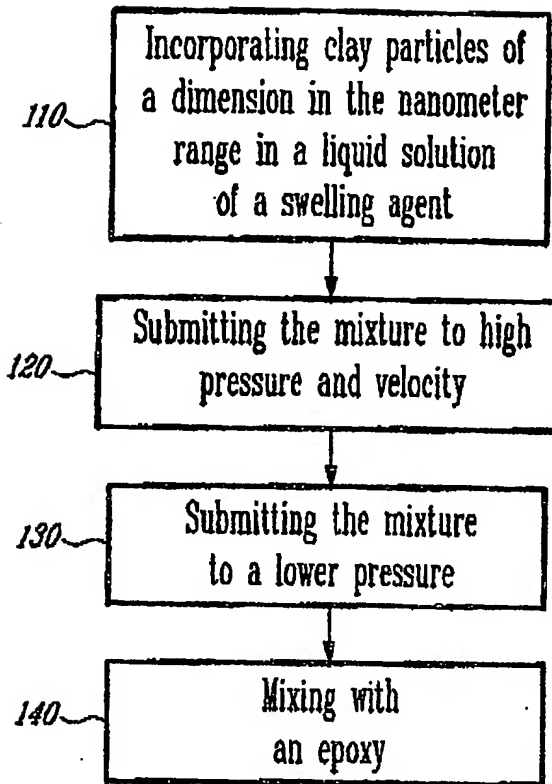 110
Incorporating clay particles of
a dimension in the nanometer
range in a liquid solution
of a swelling agent
120
Submitting the mixture to high
pressure and velocity
130
Submitting the mixture
to a lower pressure
140
Mixing with
an epoxy